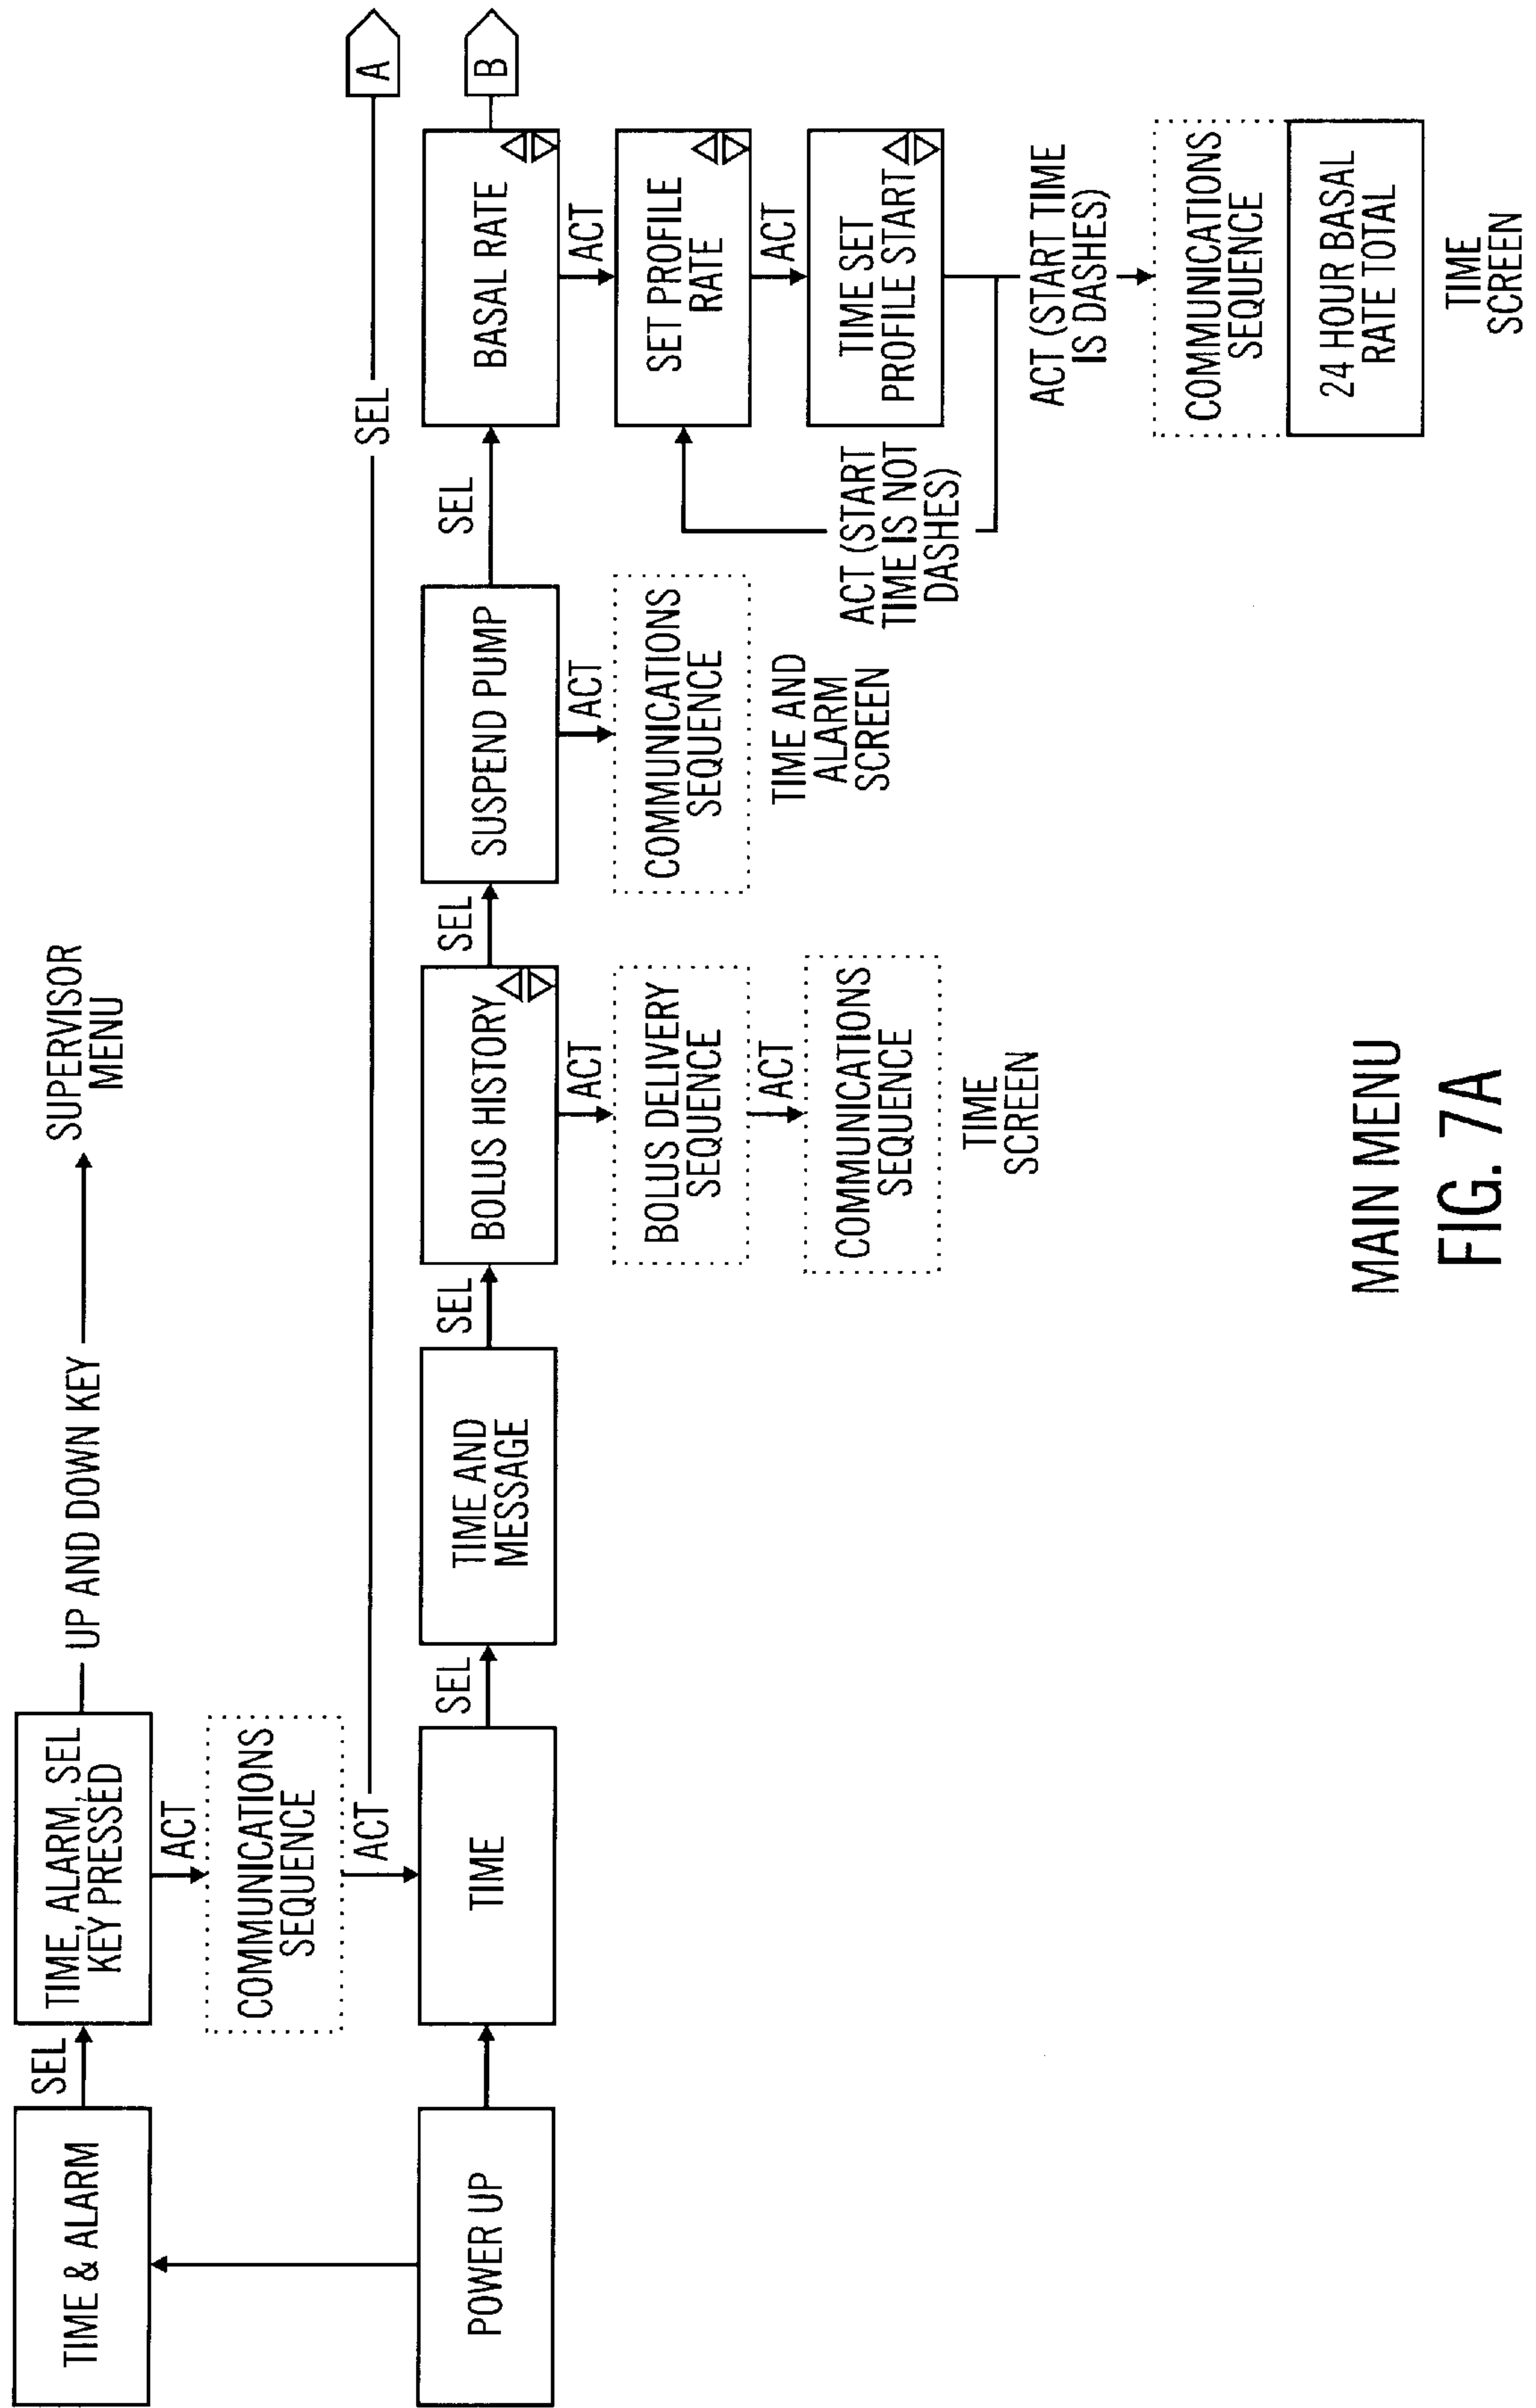 TIME & ALARM
SEL
TIME, ALARM, SEL
KEY PRESSED
UP AND DOWN KEY
SUPERVISOR
MENU
ACT
COMMUNICATIONS
SEQUENCE
ACT
SEL
A
POWER UP
TIME
SEL
TIME AND
MESSAGE
SEL
BOLUS HISTORY
SEL
SUSPEND PUMP
SEL
BASAL RATE
B
ACT
BOLUS DELIVERY
SEQUENCE
ACT
COMMUNICATIONS
SEQUENCE
TIME
SCREEN
ACT
COMMUNICATIONS
SEQUENCE
TIME AND
ALARM
SCREEN
ACT
SET PROFILE
RATE
ACT
TIME SET
PROFILE START
ACT (START
TIME IS NOT
DASHES)
ACT (START TIME
IS DASHES)
COMMUNICATIONS
SEQUENCE
24 HOUR BASAL
RATE TOTAL
TIME
SCREEN
MAIN MENU
FIG. 7A